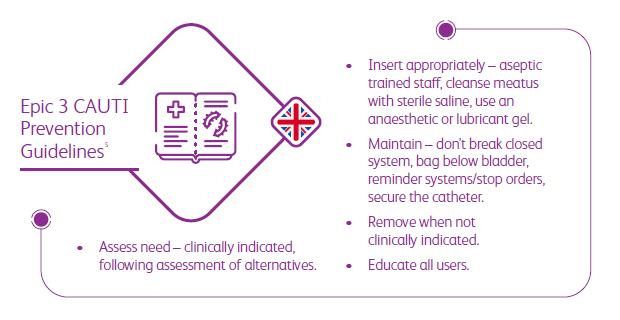 Epic 3 CAUTI
Prevention
Guidelines5
• Assess need – clinically indicated,
following assessment of alternatives.
• Insert appropriately – aseptic
trained staff, cleanse meatus
with sterile saline, use an
anaesthetic or lubricant gel.
• Maintain – don't break closed
system, bag below bladder,
reminder systems/stop orders,
secure the catheter.
• Remove when not
clinically indicated.
• Educate all users.